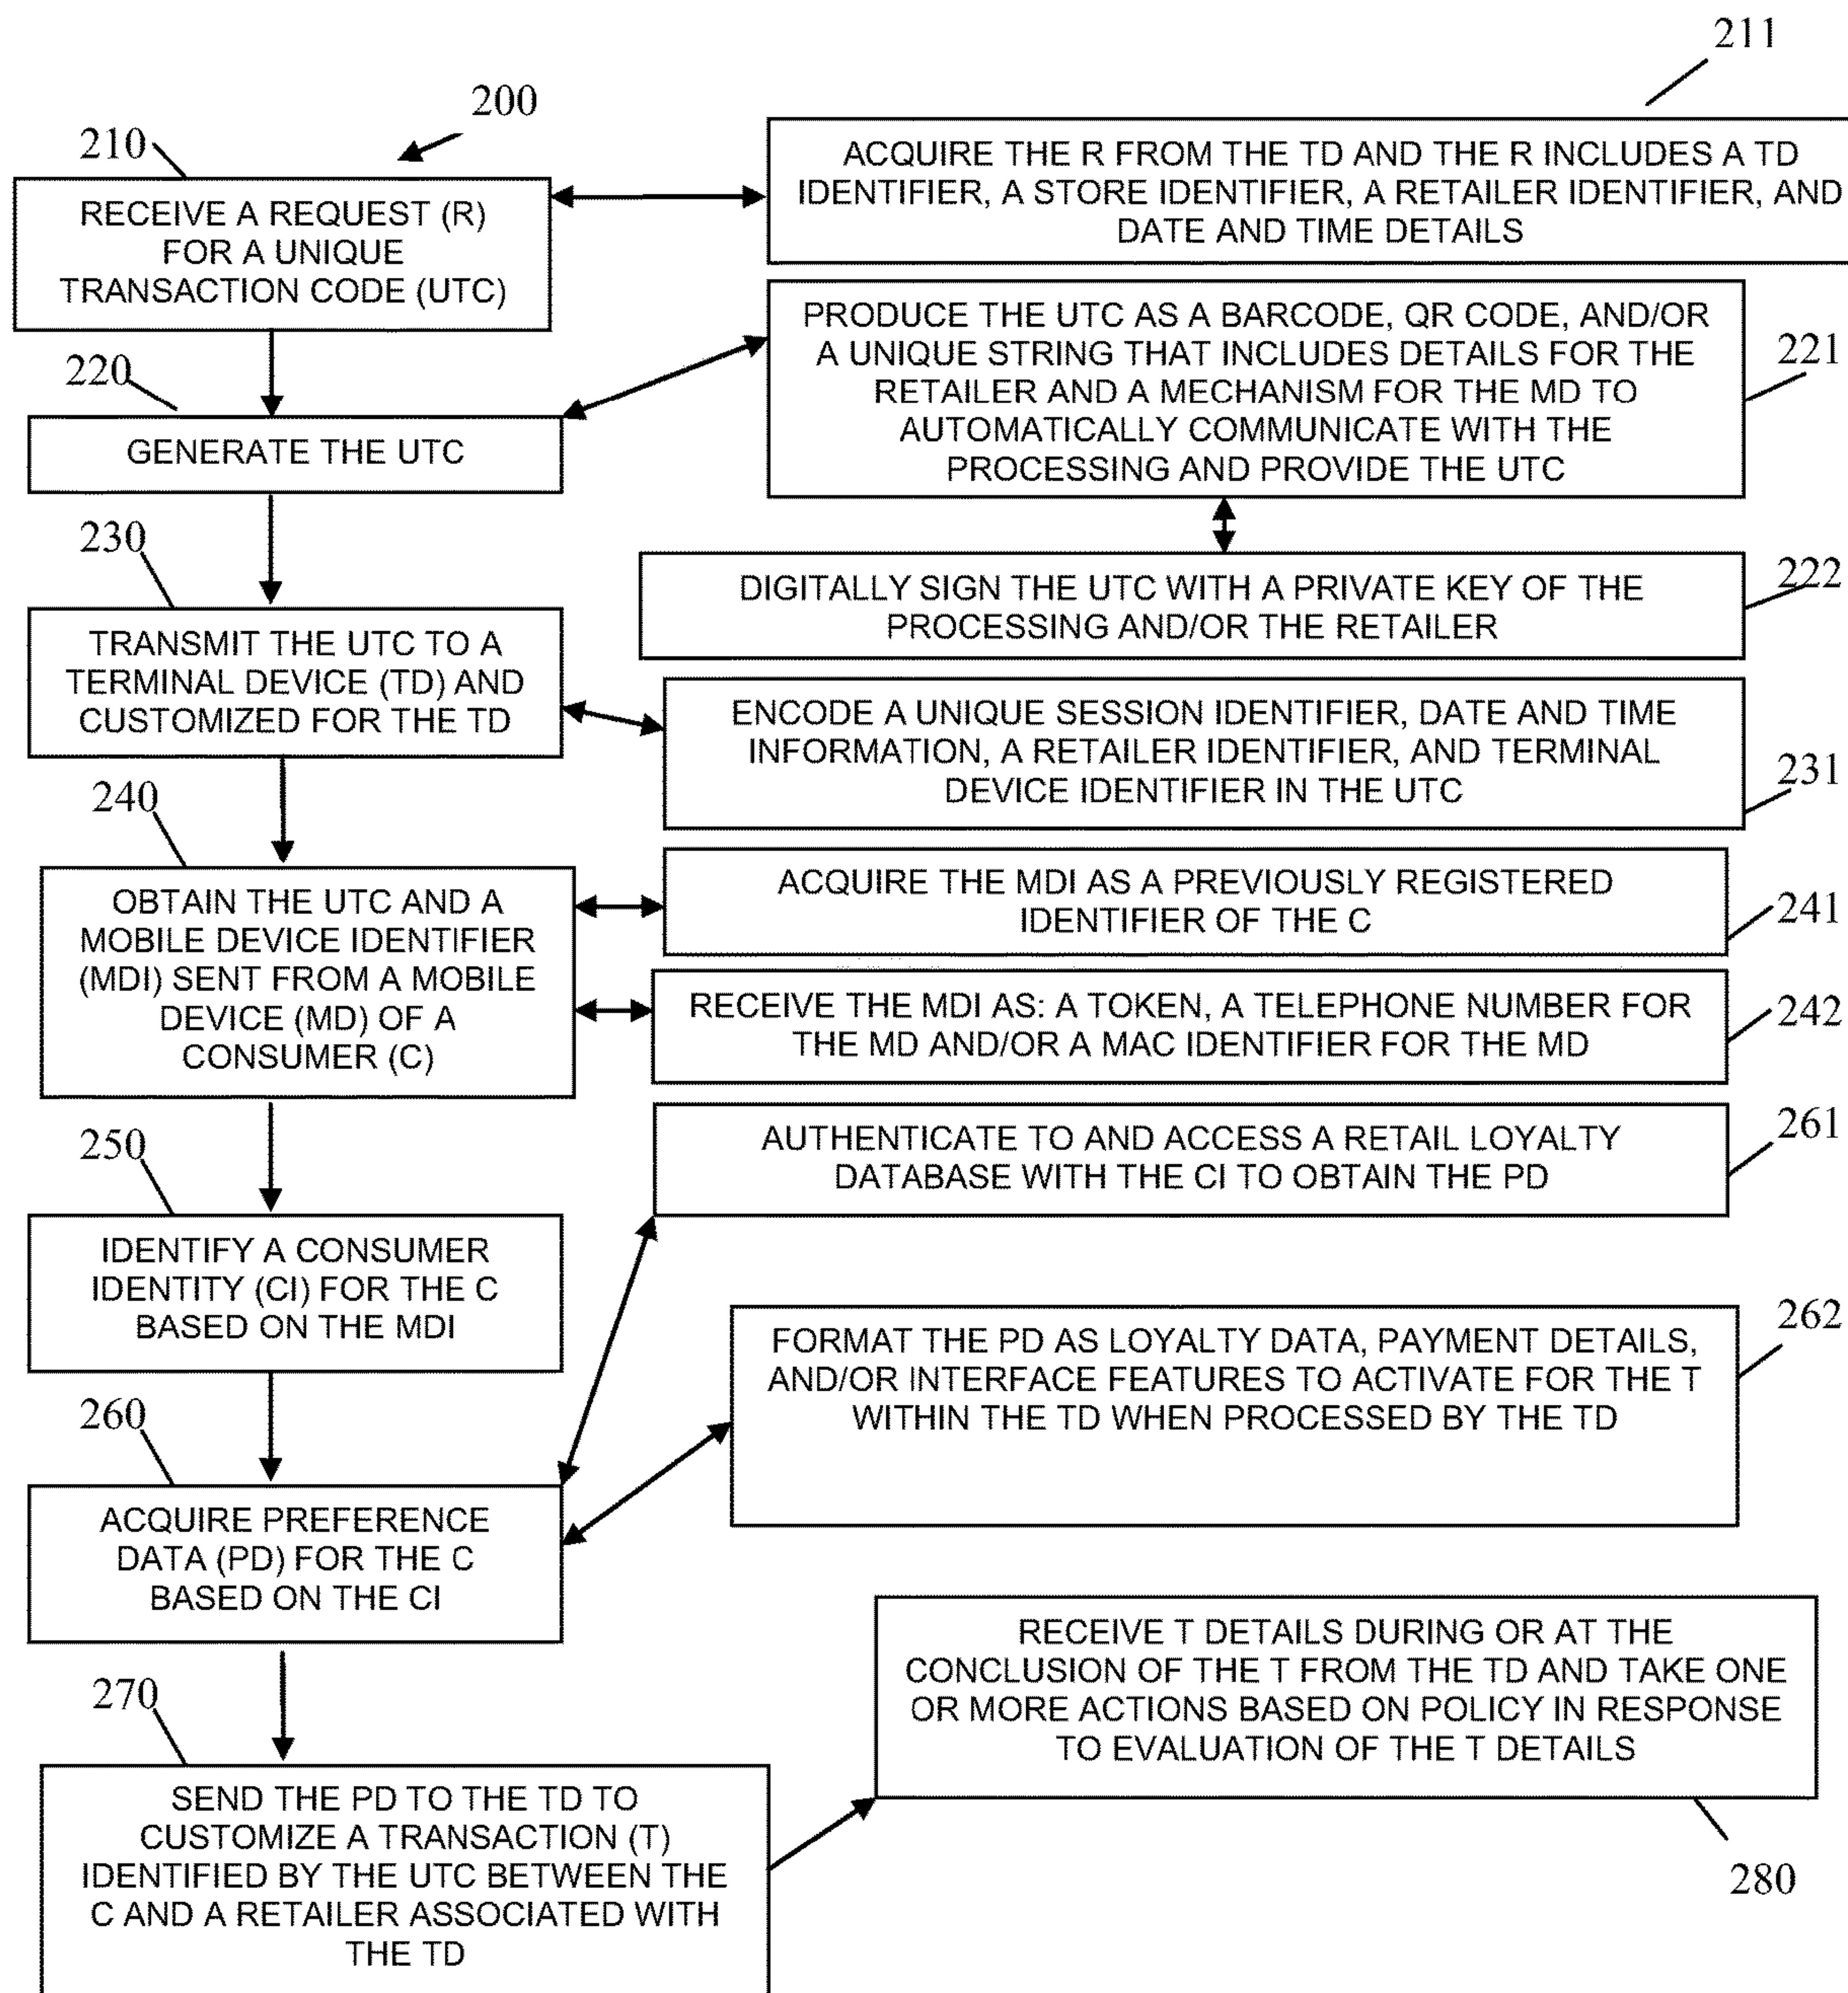 211
200
210
RECEIVE A REQUEST (R)
FOR A UNIQUE
TRANSACTION CODE (UTC)
ACQUIRE THE R FROM THE TD AND THE R INCLUDES A TD
IDENTIFIER, A STORE IDENTIFIER, A RETAILER IDENTIFIER, AND
DATE AND TIME DETAILS
220
GENERATE THE UTC
PRODUCE THE UTC AS A BARCODE, QR CODE, AND/OR
A UNIQUE STRING THAT INCLUDES DETAILS FOR THE
RETAILER AND A MECHANISM FOR THE MD TO
AUTOMATICALLY COMMUNICATE WITH THE
PROCESSING AND PROVIDE THE UTC
221
DIGITALLY SIGN THE UTC WITH A PRIVATE KEY OF THE
PROCESSING AND/OR THE RETAILER
222
230
TRANSMIT THE UTC TO A
TERMINAL DEVICE (TD) AND
CUSTOMIZED FOR THE TD
ENCODE A UNIQUE SESSION IDENTIFIER, DATE AND TIME
INFORMATION, A RETAILER IDENTIFIER, AND TERMINAL
DEVICE IDENTIFIER IN THE UTC
231
240
OBTAIN THE UTC AND A
MOBILE DEVICE IDENTIFIER
(MDI) SENT FROM A MOBILE
DEVICE (MD) OF A
CONSUMER (C)
ACQUIRE THE MDI AS A PREVIOUSLY REGISTERED
IDENTIFIER OF THE C
241
RECEIVE THE MDI AS: A TOKEN, A TELEPHONE NUMBER FOR
THE MD AND/OR A MAC IDENTIFIER FOR THE MD
242
250
IDENTIFY A CONSUMER
IDENTITY (CI) FOR THE C
BASED ON THE MDI
AUTHENTICATE TO AND ACCESS A RETAIL LOYALTY
DATABASE WITH THE CI TO OBTAIN THE PD
261
260
ACQUIRE PREFERENCE
DATA (PD) FOR THE C
BASED ON THE CI
FORMAT THE PD AS LOYALTY DATA, PAYMENT DETAILS,
AND/OR INTERFACE FEATURES TO ACTIVATE FOR THE T
WITHIN THE TD WHEN PROCESSED BY THE TD
262
270
SEND THE PD TO THE TD TO
CUSTOMIZE A TRANSACTION (T)
IDENTIFIED BY THE UTC BETWEEN THE
C AND A RETAILER ASSOCIATED WITH
THE TD
RECEIVE T DETAILS DURING OR AT THE
CONCLUSION OF THE T FROM THE TD AND TAKE ONE
OR MORE ACTIONS BASED ON POLICY IN RESPONSE
TO EVALUATION OF THE T DETAILS
280